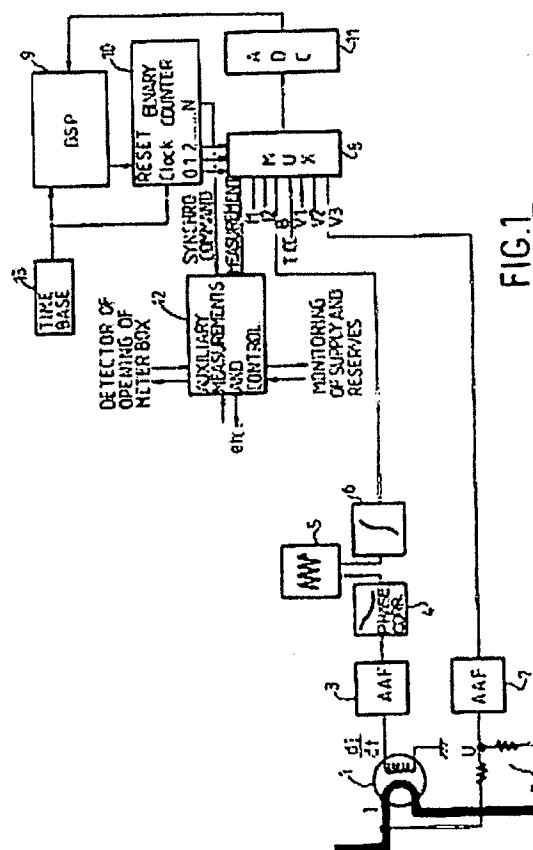 13
TIME
BASE
9
DSP
10
RESET
BINARY
Clock COUNTER
0 1 2 ...... N
A
D
C
11
M
U
X
8
SYNCHRO
COMMAND
MEASUREMENT
I1
I2
TC
V1
V2
V3
12
AUXILIARY
MEASUREMENTS
AND
CONTROL
DETECTOR OF
OPENING OF
METER BOX
etc
MONITORING
OF SUPPLY AND
RESERVES
1
I
di
dt
3
AAF
4
PHASE
CORR.
5
6
U
AAF
7
FIG.1